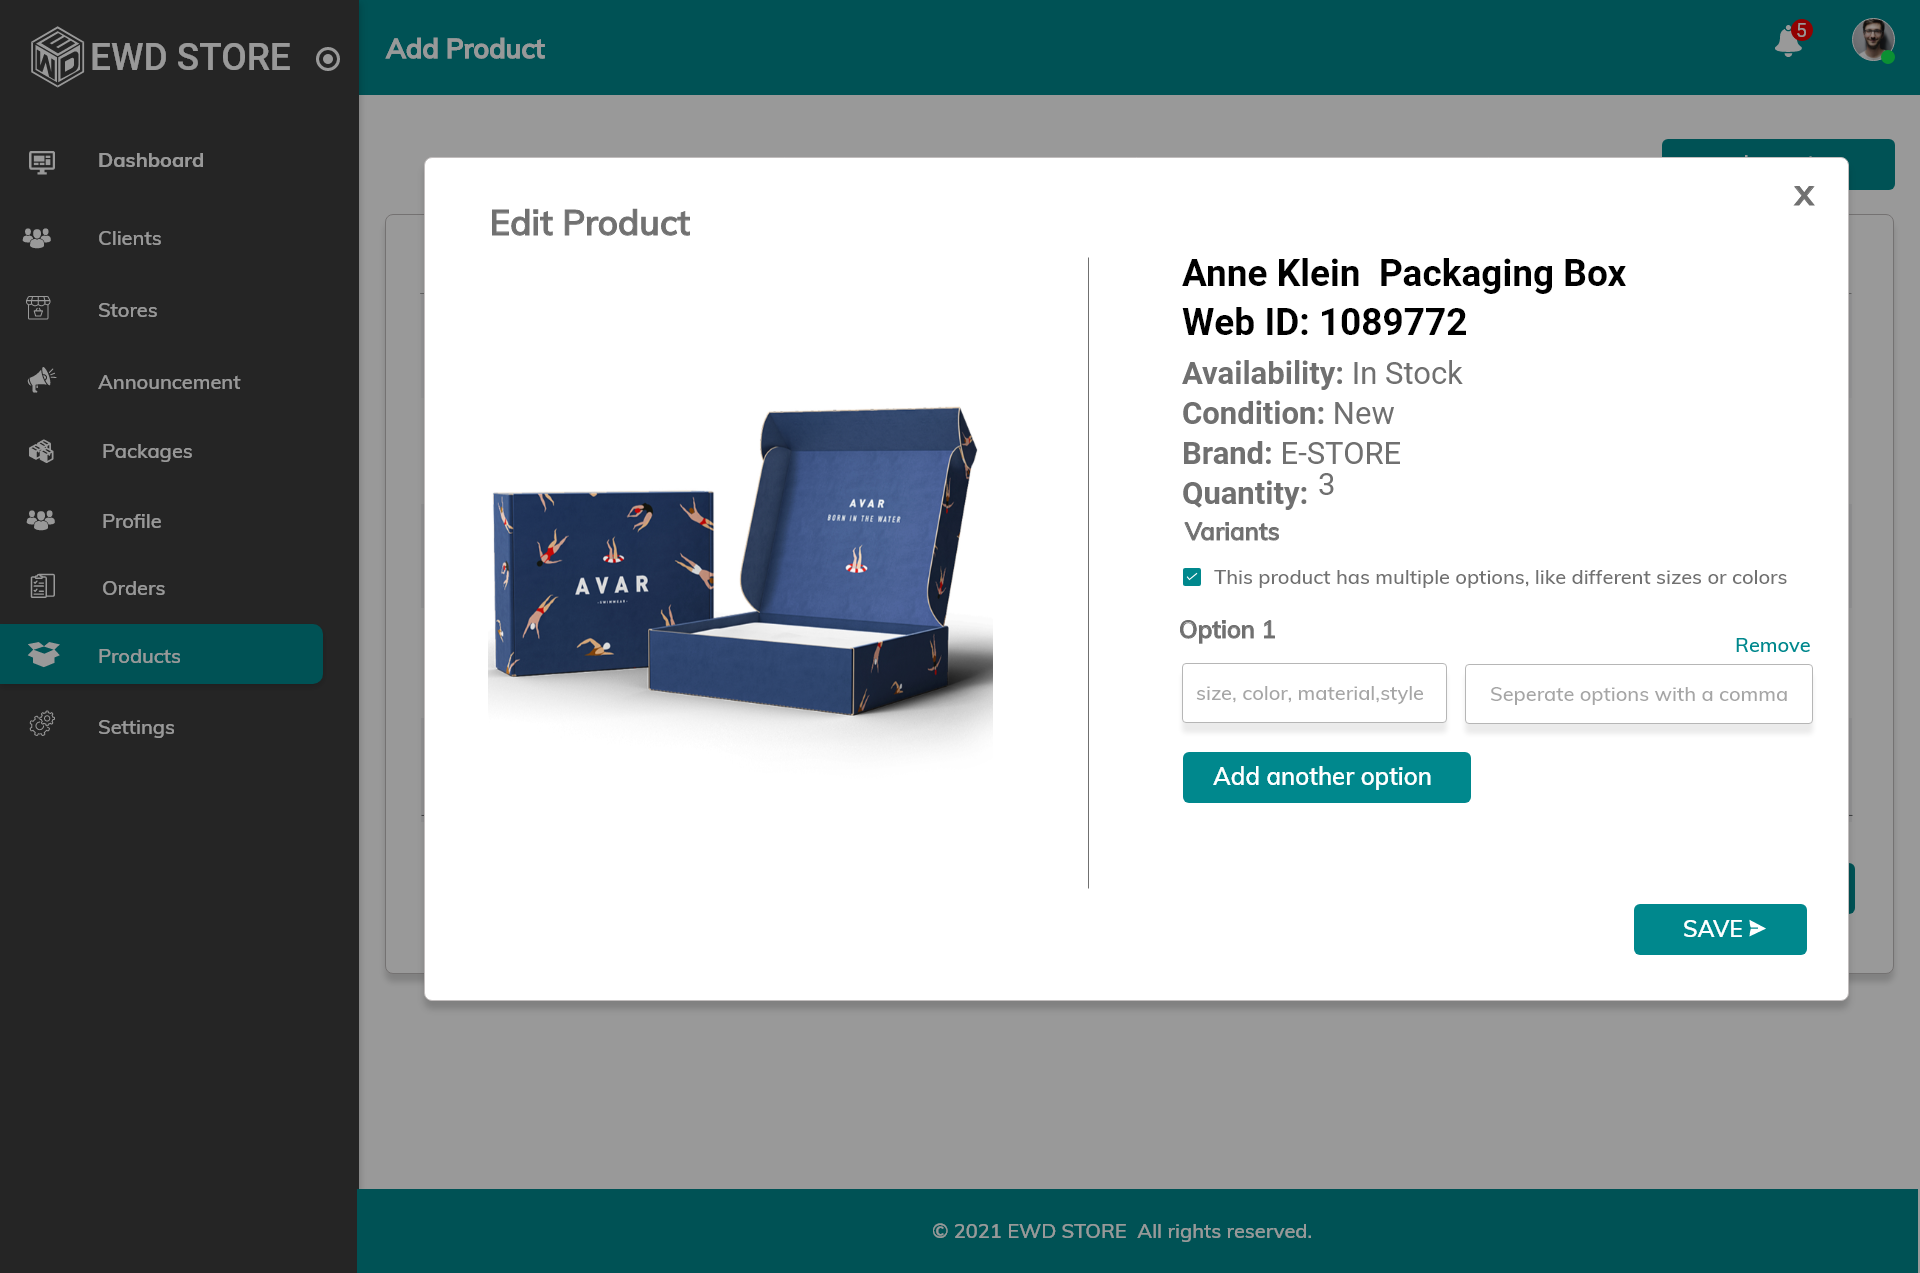 EWD STORE
Add Product
5
Dashboard
Clients
Stores
Announcement
Packages
Profile
Orders
Products
Settings
Edit Product
X
Anne Klein  Packaging Box
Web ID: 1089772
Availability: In Stock
Condition: New
Brand: E-STORE
Quantity: 3
Variants
This product has multiple options, like different sizes or colors
Option 1
Remove
size, color, material,style
Seperate options with a comma
Add another option
SAVE
AVAR
SWIMWEAR
AVAR
BORN IN THE WATER
© 2021 EWD STORE  All rights reserved.